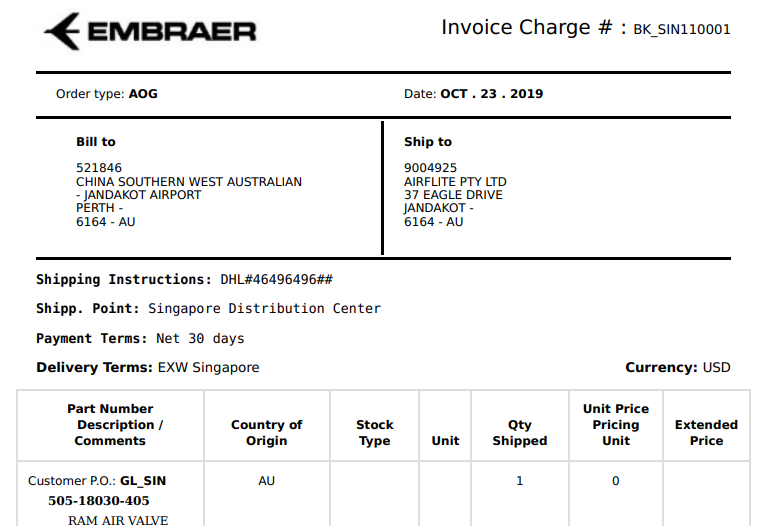 EMBRAER
Invoice Charge # : BK_SIN110001
Order type: AOG
Date: OCT . 23 . 2019
Bill to
521846
CHINA SOUTHERN WEST AUSTRALIAN
- JANDAKOT AIRPORT
PERTH -
6164 - AU
Ship to
9004925
AIRFLITE PTY LTD
37 EAGLE DRIVE
JANDAKOT -
6164 - AU
Shipping Instructions: DHL#46496496##
Shipp. Point: Singapore Distribution Center
Payment Terms: Net 30 days
Delivery Terms: EXW Singapore
Currency: USD
Part Number
Description /
Comments
Country of
Origin
Stock
Type
Unit
Qty
Shipped
Unit Price
Pricing
Unit
Extended
Price
Customer P.O.: GL_SIN
505-18030-405
RAM AIR VALVE
AU
1
0